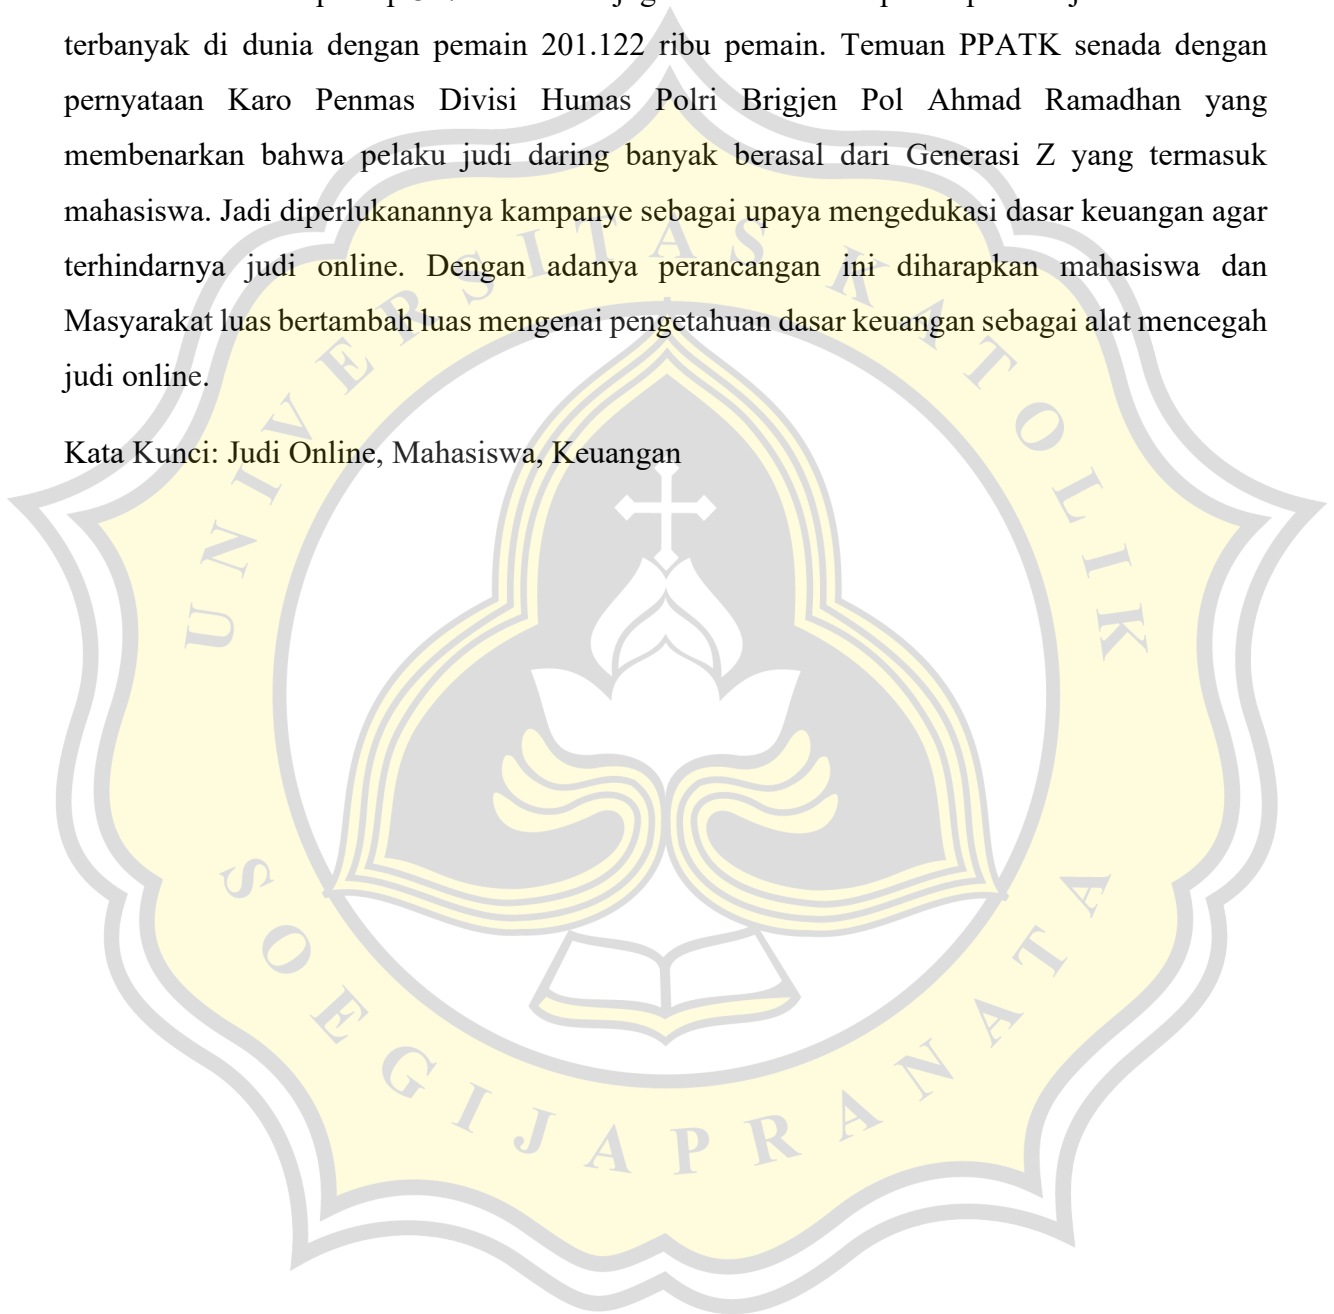 terbanyak di dunia dengan pemain 201.122 ribu pemain. Temuan PPATK senada dengan
pernyataan Karo Penmas Divisi Humas Polri Brigjen Pol Ahmad Ramadhan yang
membenarkan bahwa pelaku judi daring banyak berasal dari Generasi Z yang termasuk
mahasiswa. Jadi diperlukanannya kampanye sebagai upaya mengedukasi dasar keuangan agar
terhindarnya judi online. Dengan adanya perancangan ini diharapkan mahasiswa dan
Masyarakat luas bertambah luas mengenai pengetahuan dasar keuangan sebagai alat mencegah
judi online.
Kata Kunci: Judi Online, Mahasiswa, Keuangan
UNIVERSITAS KATOLIK
SOEGIJAPRANATA